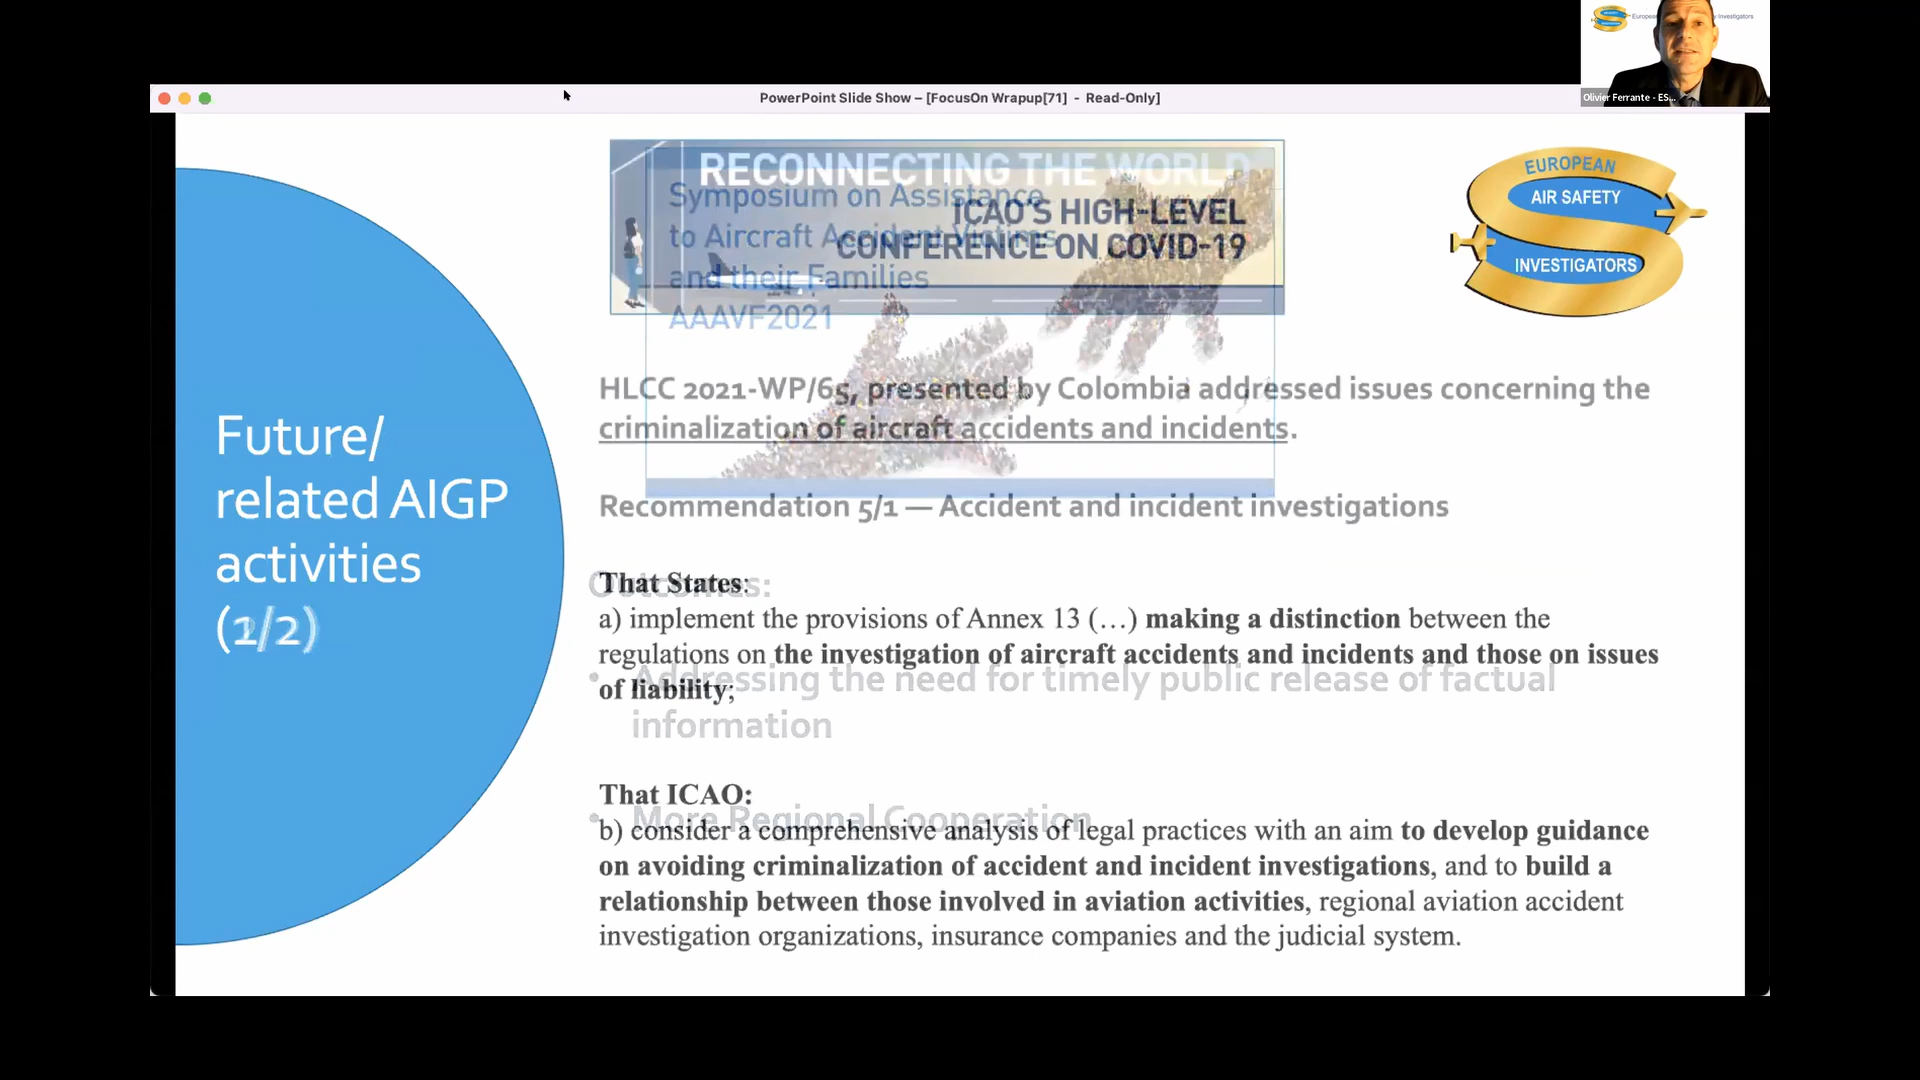 European
y Investigators
Olivier Ferrante - ES...
PowerPoint Slide Show – [FocusOn Wrapup[71]  -  Read-Only]
RECONNECTING THE WORLD
ICAO'S HIGH-LEVEL
CONFERENCE ON COVID-19
Symposium on Assistance
to Aircraft Accident Victims
and their Families
AAAVF2021
EUROPEAN
AIR SAFETY
INVESTIGATORS
Future/
related AIGP
activities
(1/2)
HLCC 2021-WP/65, presented by Colombia addressed issues concerning the
criminalization of aircraft accidents and incidents.
Recommendation 5/1 — Accident and incident investigations
That States:
a) implement the provisions of Annex 13 (…) making a distinction between the
regulations on the investigation of aircraft accidents and incidents and those on issues
of liability;
That ICAO:
b) consider a comprehensive analysis of legal practices with an aim to develop guidance
on avoiding criminalization of accident and incident investigations, and to build a
relationship between those involved in aviation activities, regional aviation accident
investigation organizations, insurance companies and the judicial system.
Outcomes:
• Addressing the need for timely public release of factual
information
• More Regional Cooperation